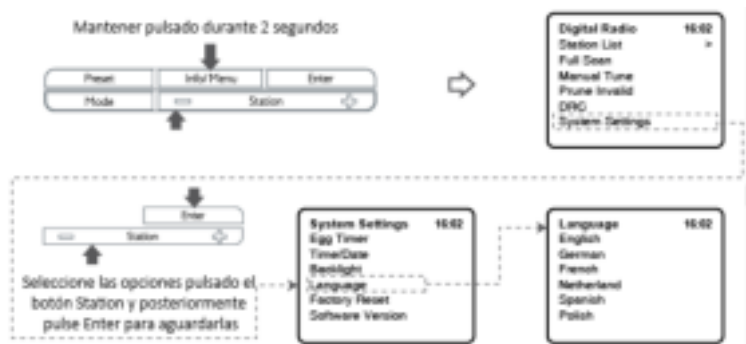 Mantener pulsado durante 2 segundos
Preset Info/Menu Enter
Mode Station
Digital Radio 16:02
Station List >
Full Scan
Manual Tune
Prune Invalid
DRC
System Settings
Enter
Station
Seleccione las opciones pulsado el
botón Station y posteriormente
pulse Enter para aguardarlas
System Settings 16:02
Egg Timer
Time/Date
Backlight
Language
Factory Reset
Software Version
Language 16:02
English
German
French
Netherland
Spanish
Polish